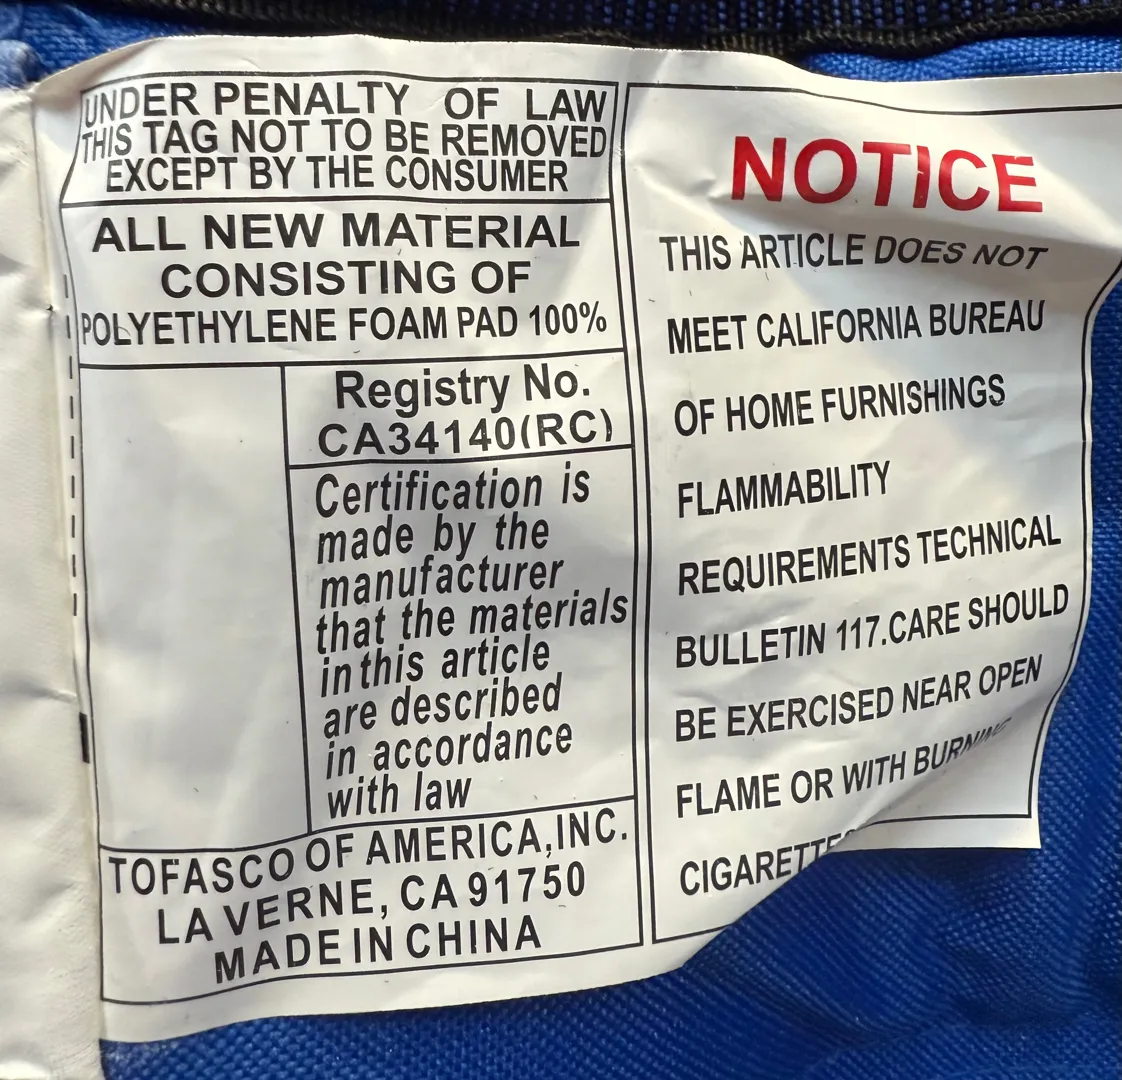 UNDER PENALTY OF LAW
THIS TAG NOT TO BE REMOVED
EXCEPT BY THE CONSUMER
ALL NEW MATERIAL
CONSISTING OF
POLYETHYLENE FOAM PAD 100%
Registry No.
CA34140(RC)
Certification is
made by the
manufacturer
that the materials
in this article
are described
in accordance
with law
TOFASCO OF AMERICA,INC.
LA VERNE, CA 91750
MADE IN CHINA
NOTICE
THIS ARTICLE DOES NOT
MEET CALIFORNIA BUREAU
OF HOME FURNISHINGS
FLAMMABILITY
REQUIREMENTS TECHNICAL
BULLETIN 117.CARE SHOULD
BE EXERCISED NEAR OPEN
FLAME OR WITH BURNING
CIGARETTES